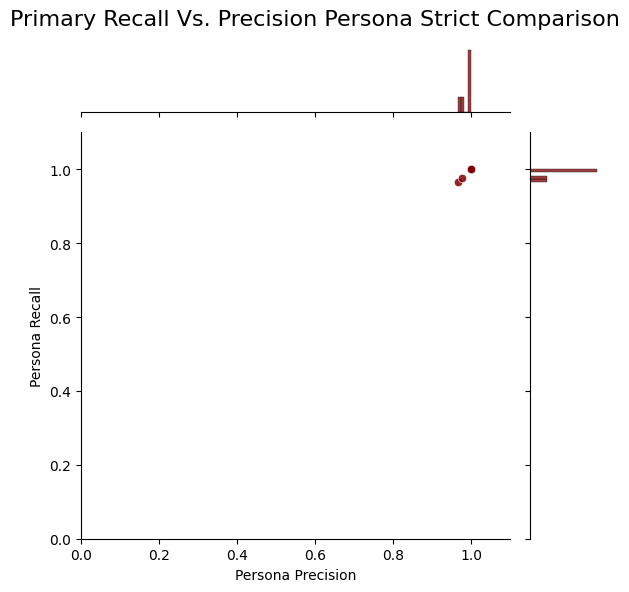 Primary Recall Vs. Precision Persona Strict Comparison
1.0
0.8
0.6
0.4
0.2
0.0
Persona Recall
0.0 0.2 0.4 0.6 0.8 1.0
Persona Precision